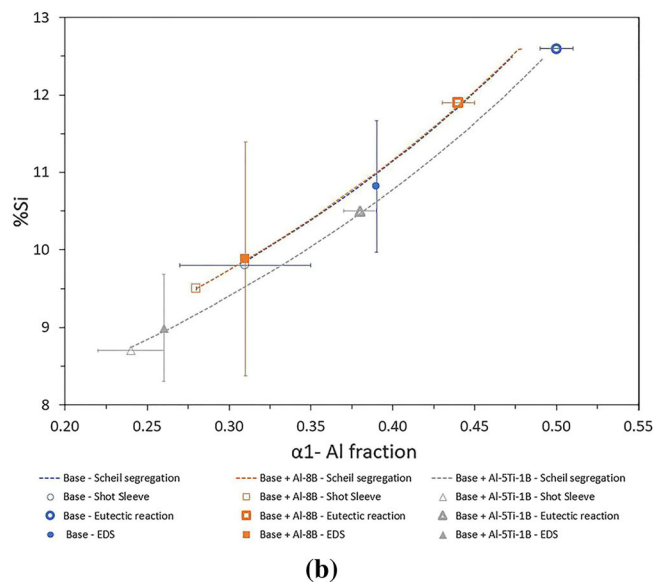 13
12
11
10
9
8
%Si
0.20 0.25 0.30 0.35 0.40 0.45 0.50 0.55
α1- Al fraction
Base - Scheil segregation Base + Al-8B - Scheil segregation Base + Al-5Ti-1B - Scheil segregation
Base - Shot Sleeve Base + Al-8B - Shot Sleeve Base + Al-5Ti-1B - Shot Sleeve
Base - Eutectic reaction Base + Al-8B - Eutectic reaction Base + Al-5Ti-1B - Eutectic reaction
Base - EDS Base + Al-8B - EDS Base + Al-5Ti-1B - EDS
(b)